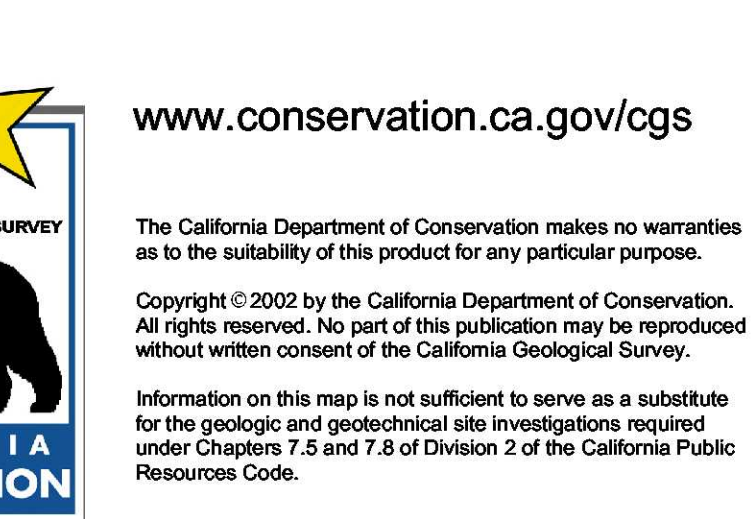 www.conservation.ca.gov/cgs
SURVEY
The California Department of Conservation makes no warranties
as to the suitability of this product for any particular purpose.
Copyright © 2002 by the California Department of Conservation.
All rights reserved. No part of this publication may be reproduced
without written consent of the California Geological Survey.
Information on this map is not sufficient to serve as a substitute
for the geologic and geotechnical site investigations required
under Chapters 7.5 and 7.8 of Division 2 of the California Public
Resources Code.
I A
ION